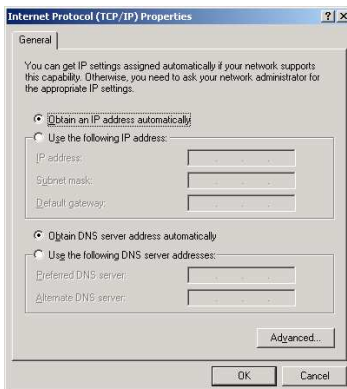 Internet Protocol (TCP/IP) Properties
General
You can get IP settings assigned automatically if your network supports
this capability. Otherwise, you need to ask your network administrator for
the appropriate IP settings.
Obtain an IP address automatically
Use the following IP address:
IP address:
Subnet mask:
Default gateway:
Obtain DNS server address automatically
Use the following DNS server addresses:
Preferred DNS server:
Alternate DNS server:
Advanced...
OK
Cancel